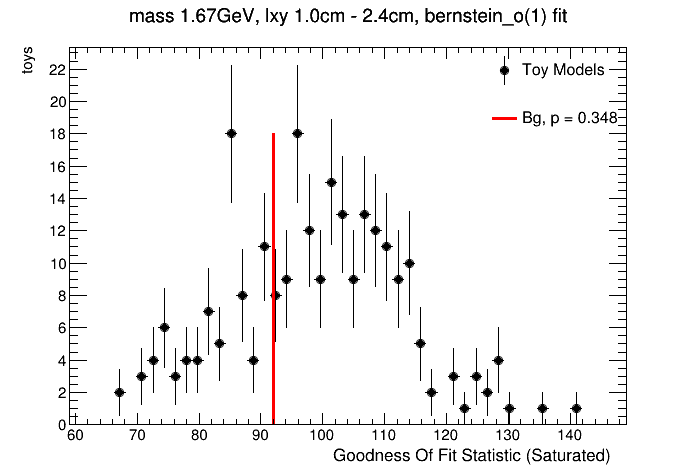 mass 1.67GeV, lxy 1.0cm - 2.4cm, bernstein_o(1) fit
toys
22
20
18
16
14
12
10
8
6
4
2
0
Toy Models
Bg, p = 0.348
60 70 80 90 100 110 120 130 140
Goodness Of Fit Statistic (Saturated)